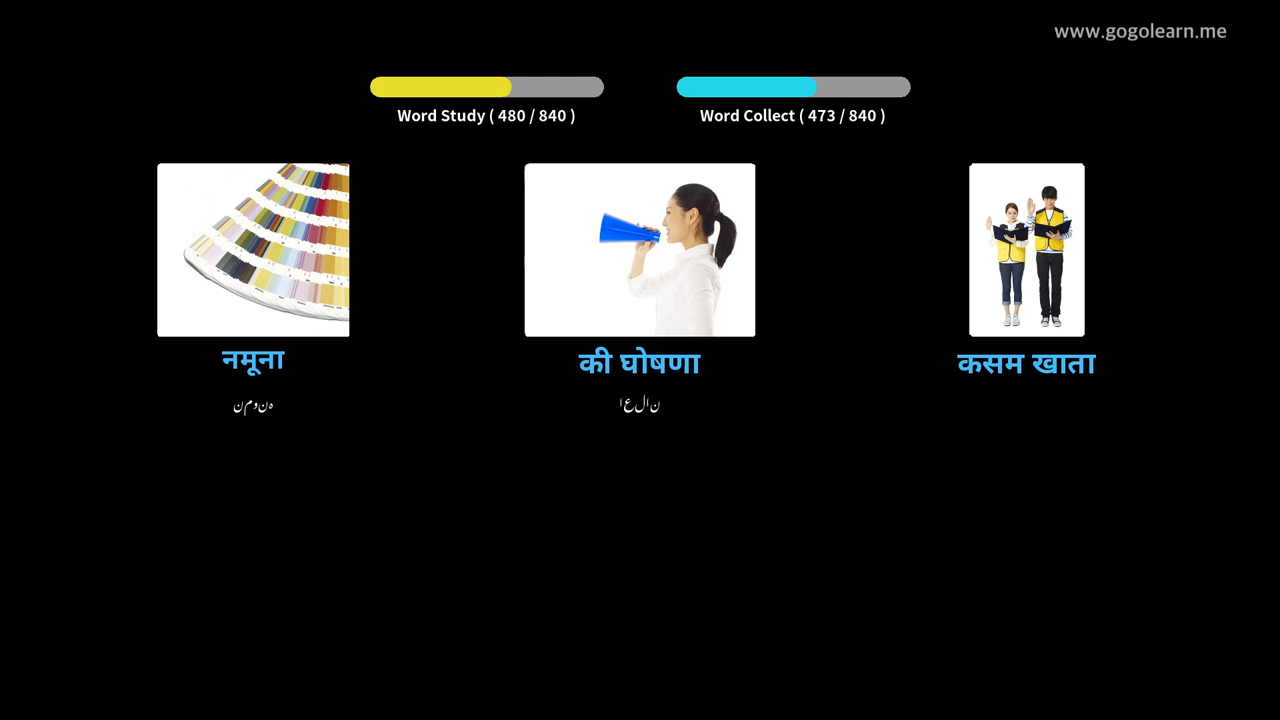 www.gogolearn.me
Word Study ( 480 / 840 )
Word Collect ( 473 / 840 )
नमूना
की घोषणा
कसम खाता
نمونہ
اعلان